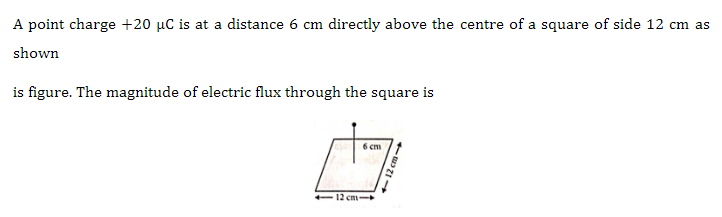 A point charge +20 μC is at a distance 6 cm directly above the centre of a square of side 12 cm as
shown
is figure. The magnitude of electric flux through the square is
6 cm
12 cm
12 cm